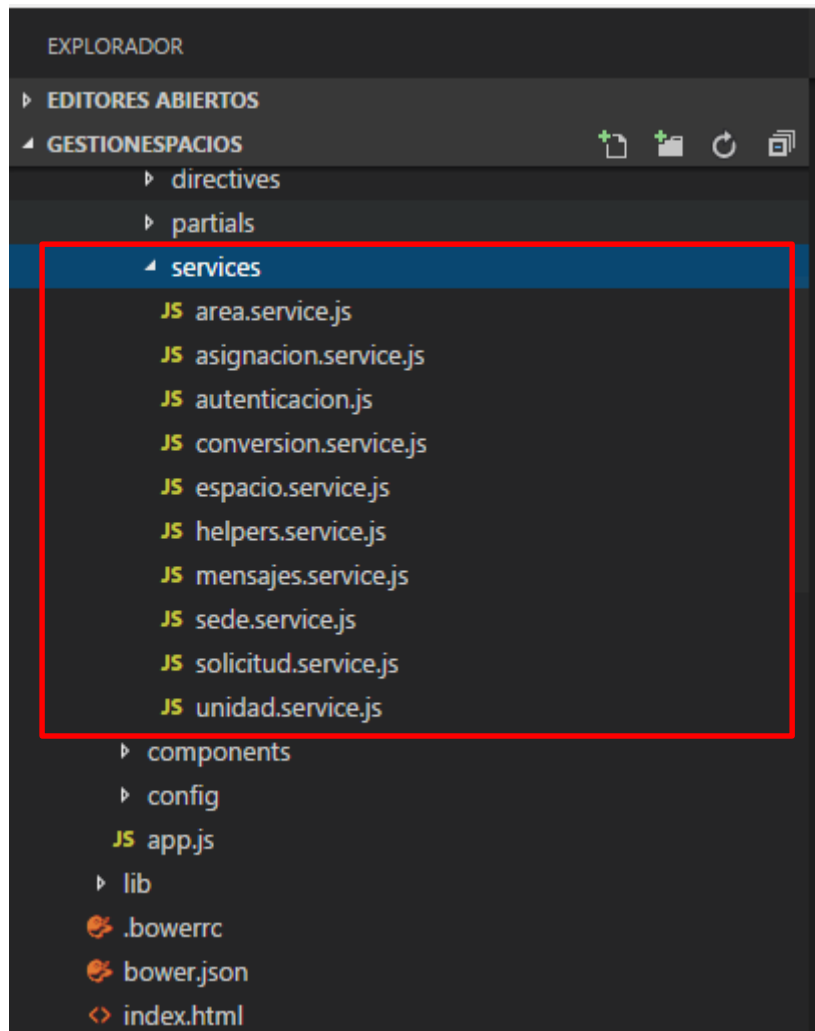 EXPLORADOR
EDITORES ABIERTOS
GESTIONESPACIOS
directives
partials
services
JS area.service.js
JS asignacion.service.js
JS autenticacion.js
JS conversion.service.js
JS espacio.service.js
JS helpers.service.js
JS mensajes.service.js
JS sede.service.js
JS solicitud.service.js
JS unidad.service.js
components
config
JS app.js
lib
.bowerrc
bower.json
<> index.html